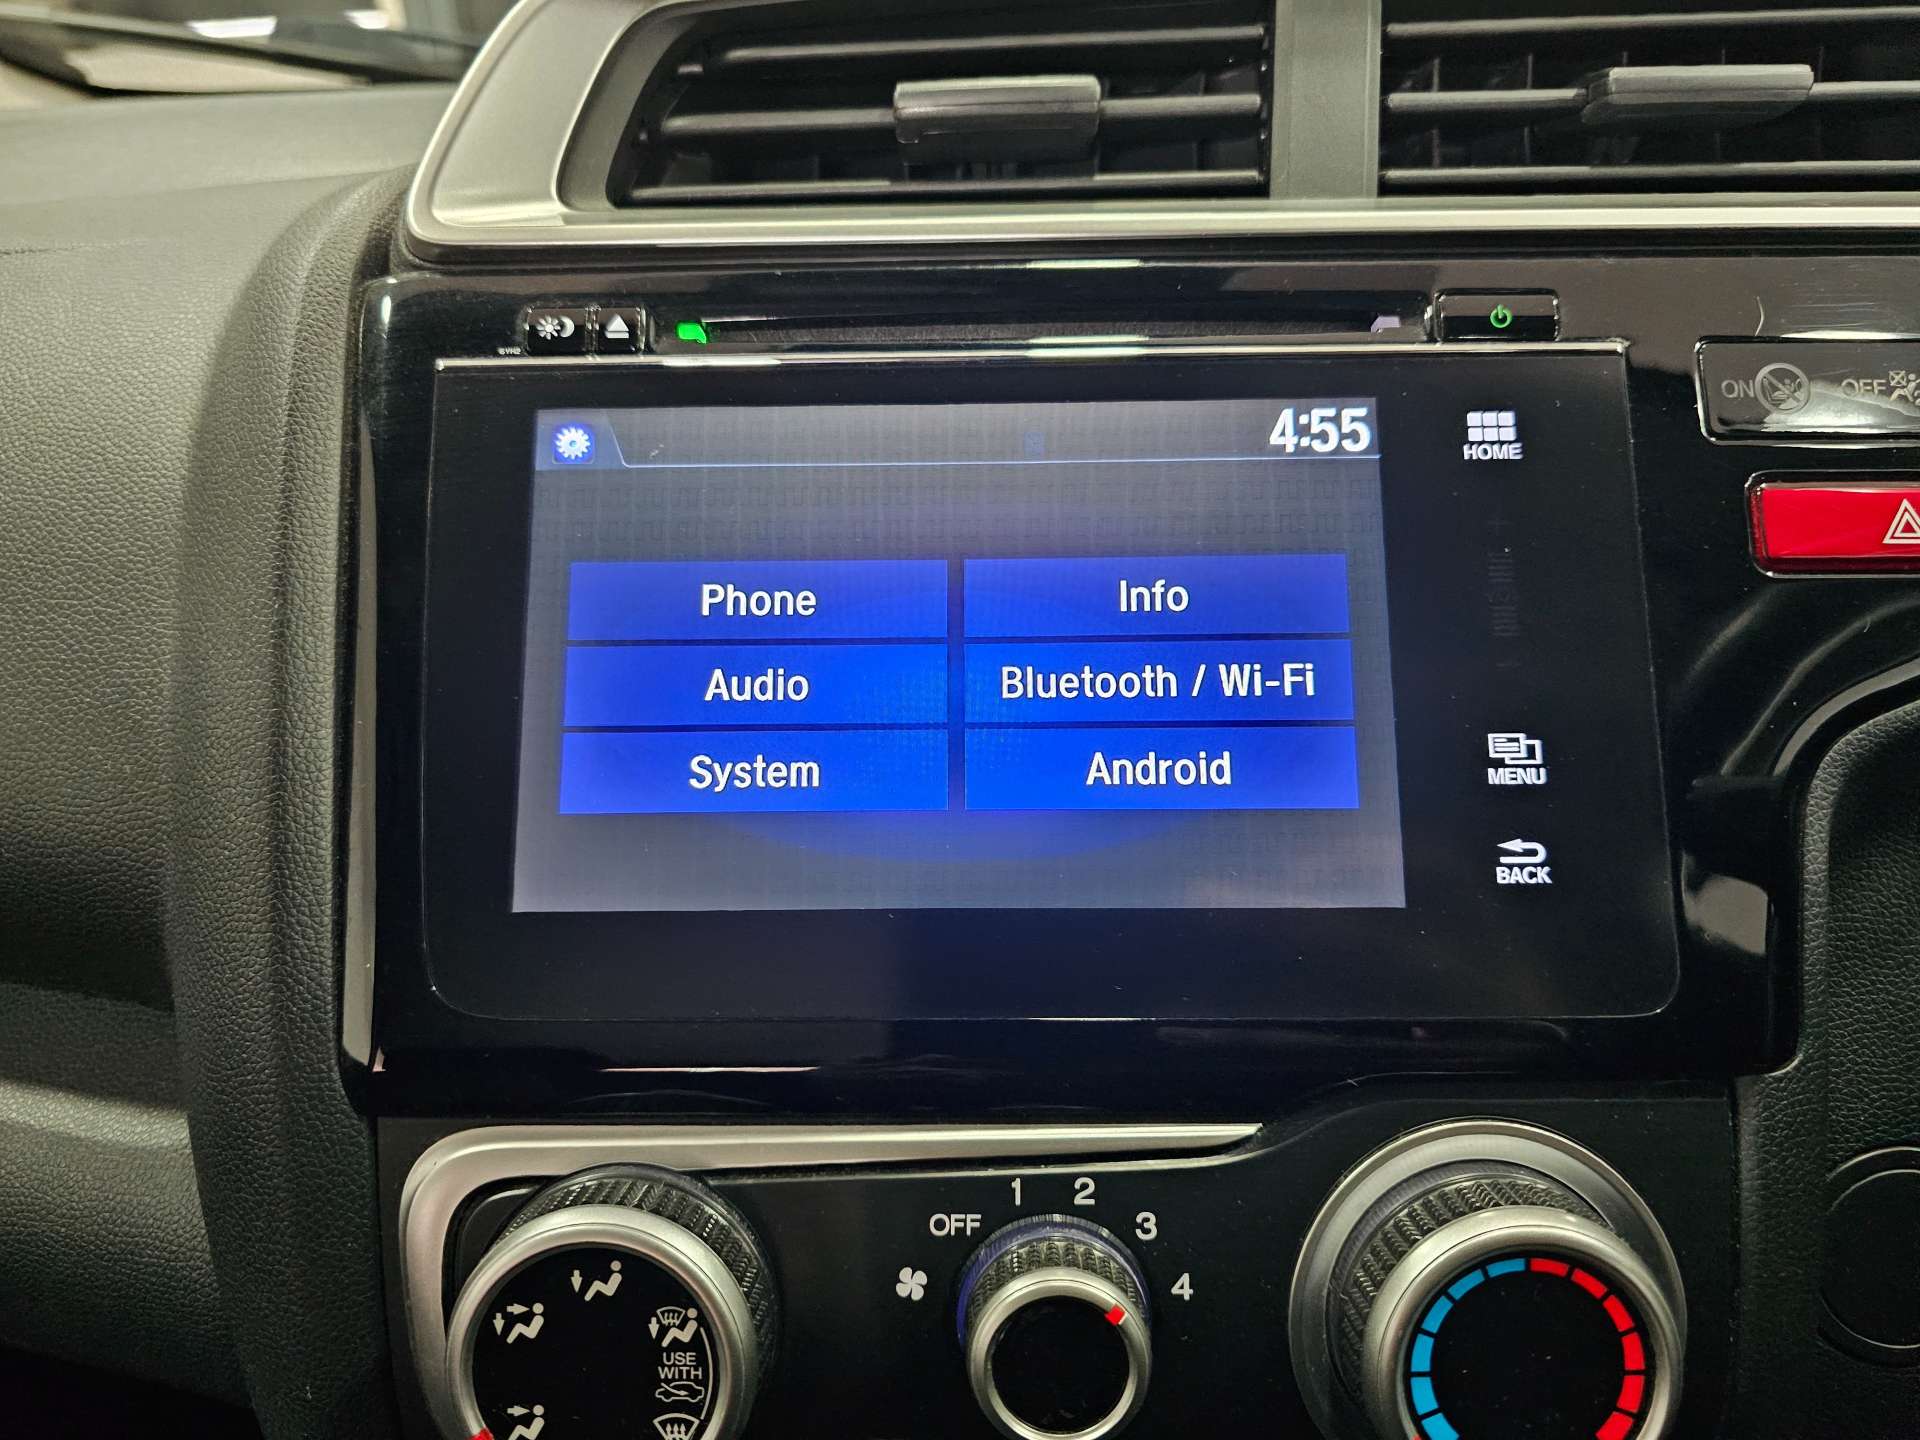 4:55
HOME
ON OFF
Phone
Info
Audio
Bluetooth / Wi-Fi
System
Android
MENU
BACK
OFF 1 2 3 4
USE
WITH